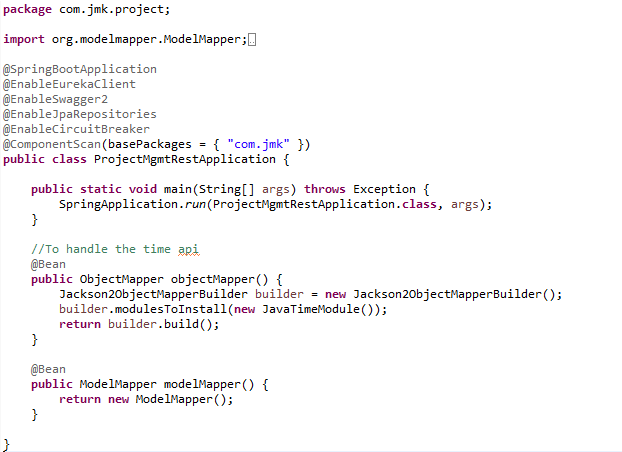 package com.jmk.project;
import org.modelmapper.ModelMapper;
@SpringBootApplication
@EnableEurekaClient
@EnableSwagger2
@EnableJpaRepositories
@EnableCircuitBreaker
@ComponentScan(basePackages = { "com.jmk" })
public class ProjectMgmtRestApplication {
public static void main(String[] args) throws Exception {
SpringApplication.run(ProjectMgmtRestApplication.class, args);
}
//To handle the time api
@Bean
public ObjectMapper objectMapper() {
Jackson2ObjectMapperBuilder builder = new Jackson2ObjectMapperBuilder();
builder.modulesToInstall(new JavaTimeModule());
return builder.build();
}
@Bean
public ModelMapper modelMapper() {
return new ModelMapper();
}
}